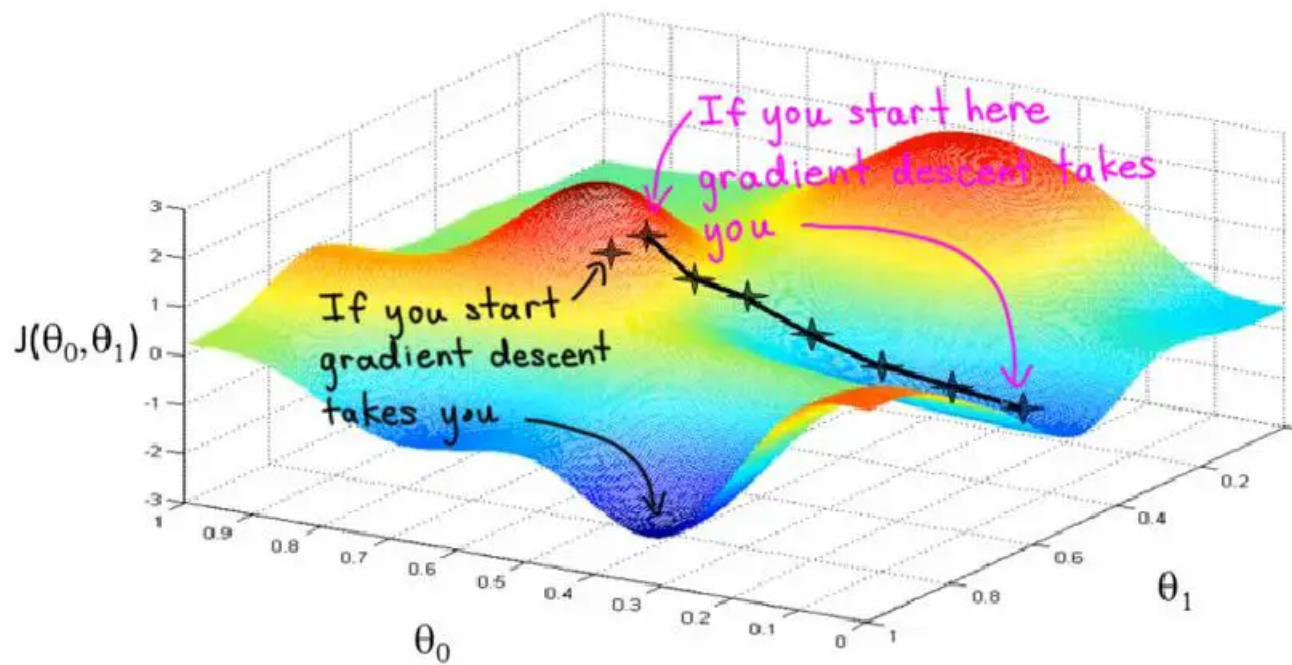 If you start here
gradient descent takes
you
If you start
gradient descent
takes you
J(θ₀,θ₁)
3
2
1
0
-1
-2
-3
1
0.9
0.8
0.7
0.6
0.5
0.4
0.3
0.2
0.1
0
θ₀
1
0.8
0.6
0.4
0.2
θ₁